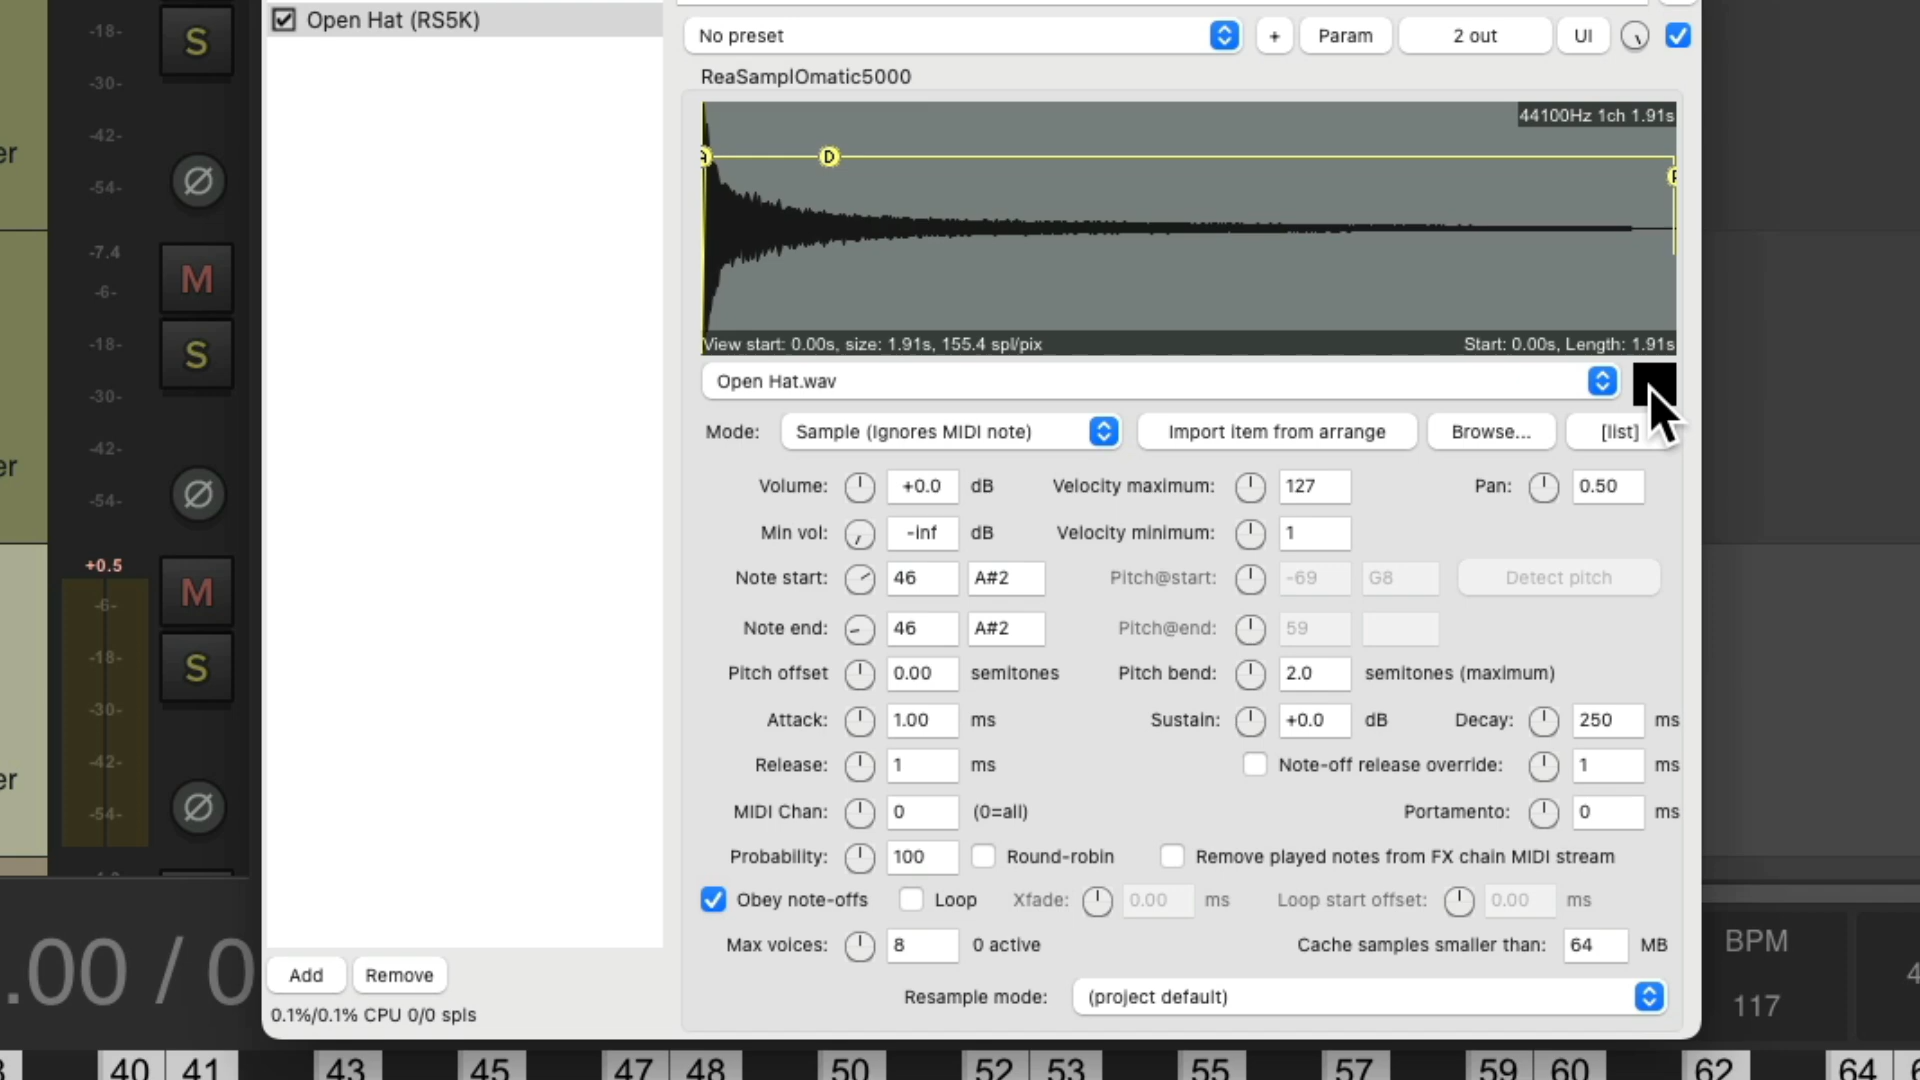 Open Hat (RS5K)
No preset
+
Param
2 out
UI
ReaSamplOmatic5000
44100Hz 1ch 1.91s
A
D
View start: 0.00s, size: 1.91s, 155.4 spl/pix
Start: 0.00s, Length: 1.91s
Open Hat.wav
Mode:
Sample (Ignores MIDI note)
Import item from arrange
Browse...
[list]
Volume: +0.0 dB
Velocity maximum: 127
Pan: 0.50
Min vol: -inf dB
Velocity minimum: 1
Note start: 46 A#2
Pitch@start: -69 G8
Detect pitch
Note end: 46 A#2
Pitch@end: 59
Pitch offset 0.00 semitones
Pitch bend: 2.0 semitones (maximum)
Attack: 1.00 ms
Sustain: +0.0 dB
Decay: 250 ms
Release: 1 ms
Note-off release override: 1 ms
MIDI Chan: 0 (0=all)
Portamento: 0 ms
Probability: 100
Round-robin
Remove played notes from FX chain MIDI stream
Obey note-offs
Loop
Xfade: 0.00 ms
Loop start offset: 0.00 ms
Max voices: 8 0 active
Cache samples smaller than: 64 MB
Resample mode: (project default)
Add
Remove
0.1%/0.1% CPU 0/0 spls
-18-
S
-30-
-42-
er
-54-
Ø
-7.4
M
-6-
-18-
S
-30-
-42-
er
-54-
Ø
+0.5
M
-6-
-18-
S
-30-
-42-
er
-54-
Ø
.00 / 0
BPM
117
4
40 41 43 45 47 48 50 52 53 55 57 59 60 62 64